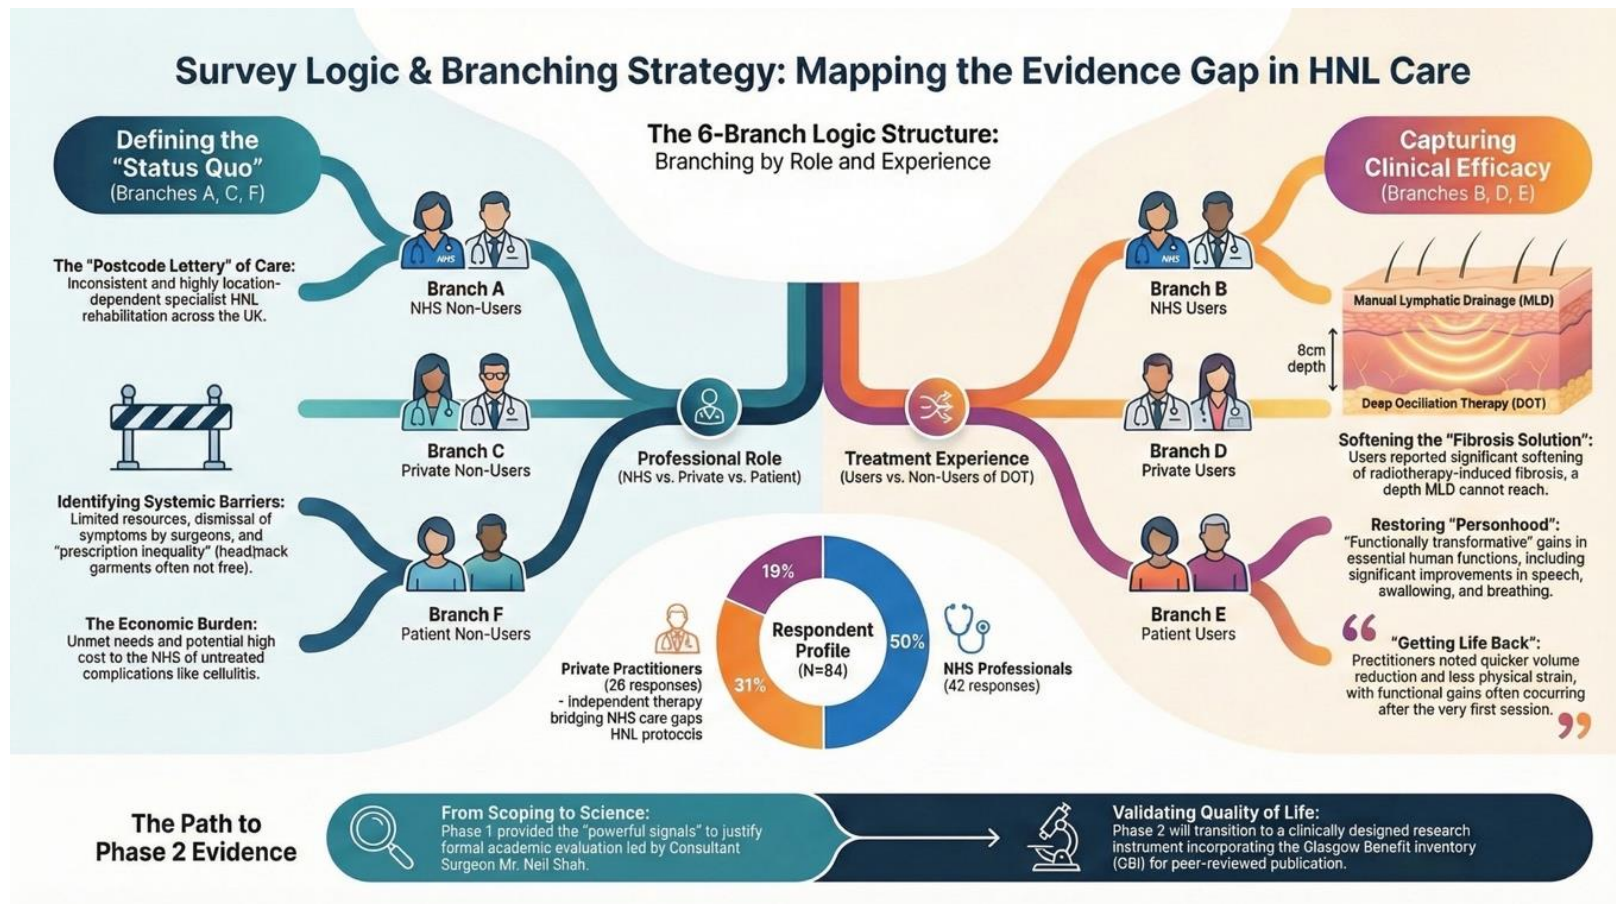 Survey Logic & Branching Strategy: Mapping the Evidence Gap in HNL Care
Defining the
"Status Quo"
(Branches A, C, F)
The 6-Branch Logic Structure:
Branching by Role and Experience
Capturing
Clinical Efficacy
(Branches B, D, E)
The "Postcode Lettery" of Care:
Inconsistent and highly location-
dependent specialist HNL
rehabilitation across the UK.
NHS
Branch A
NHS Non-Users
NHS
Branch B
NHS Users
Manual Lymphatic Drainage (MLD)
8cm
depth
Deap Oeciliation Therapy (DOT)
Branch C
Private Non-Users
Professional Role
(NHS vs. Private vs. Patient)
Treatment Experience
(Users vs. Non-Users of DOT)
Branch D
Private Users
Softening the "Fibrosis Solution":
Users reported significant softening
of radiotherapy-induced fibrosis, a
depth MLD cannot reach.
Identifying Systemic Barriers:
Limited resources, dismissal of
symptoms by surgeons, and
"prescription inequality" (head|mack
garments often not free).
Restoring "Personhood":
"Functionally transformative" gains in
essential human functions, including
significant improvements in speech,
awallowing, and breathing.
The Economic Burden:
Unmet needs and potential high
cost to the NHS of untreated
complications like cellulitis.
Branch F
Patient Non-Users
Branch E
Patient Users
"Getting Life Back":
Precitioners noted quicker volume
reduction and less physical strain,
with functional gains often cocurring
after the very first session.
19%
50%
31%
Respondent
Profile
(N=84)
Private Practitioners
(26 responses)
- independent therapy
bridging NHS care gaps
HNL protoccis
NHS Professionals
(42 responses)
The Path to
Phase 2 Evidence
From Scoping to Science:
Phase 1 provided the "powerful signals" to justify
formal academic evaluation led by Consultant
Surgeon Mr. Neil Shah.
Validating Quality of Life:
Phase 2 will transition to a clinically designed research
instrument incorporating the Glasgow Benefit inventory
(GBI) for peer-reviewed publication.